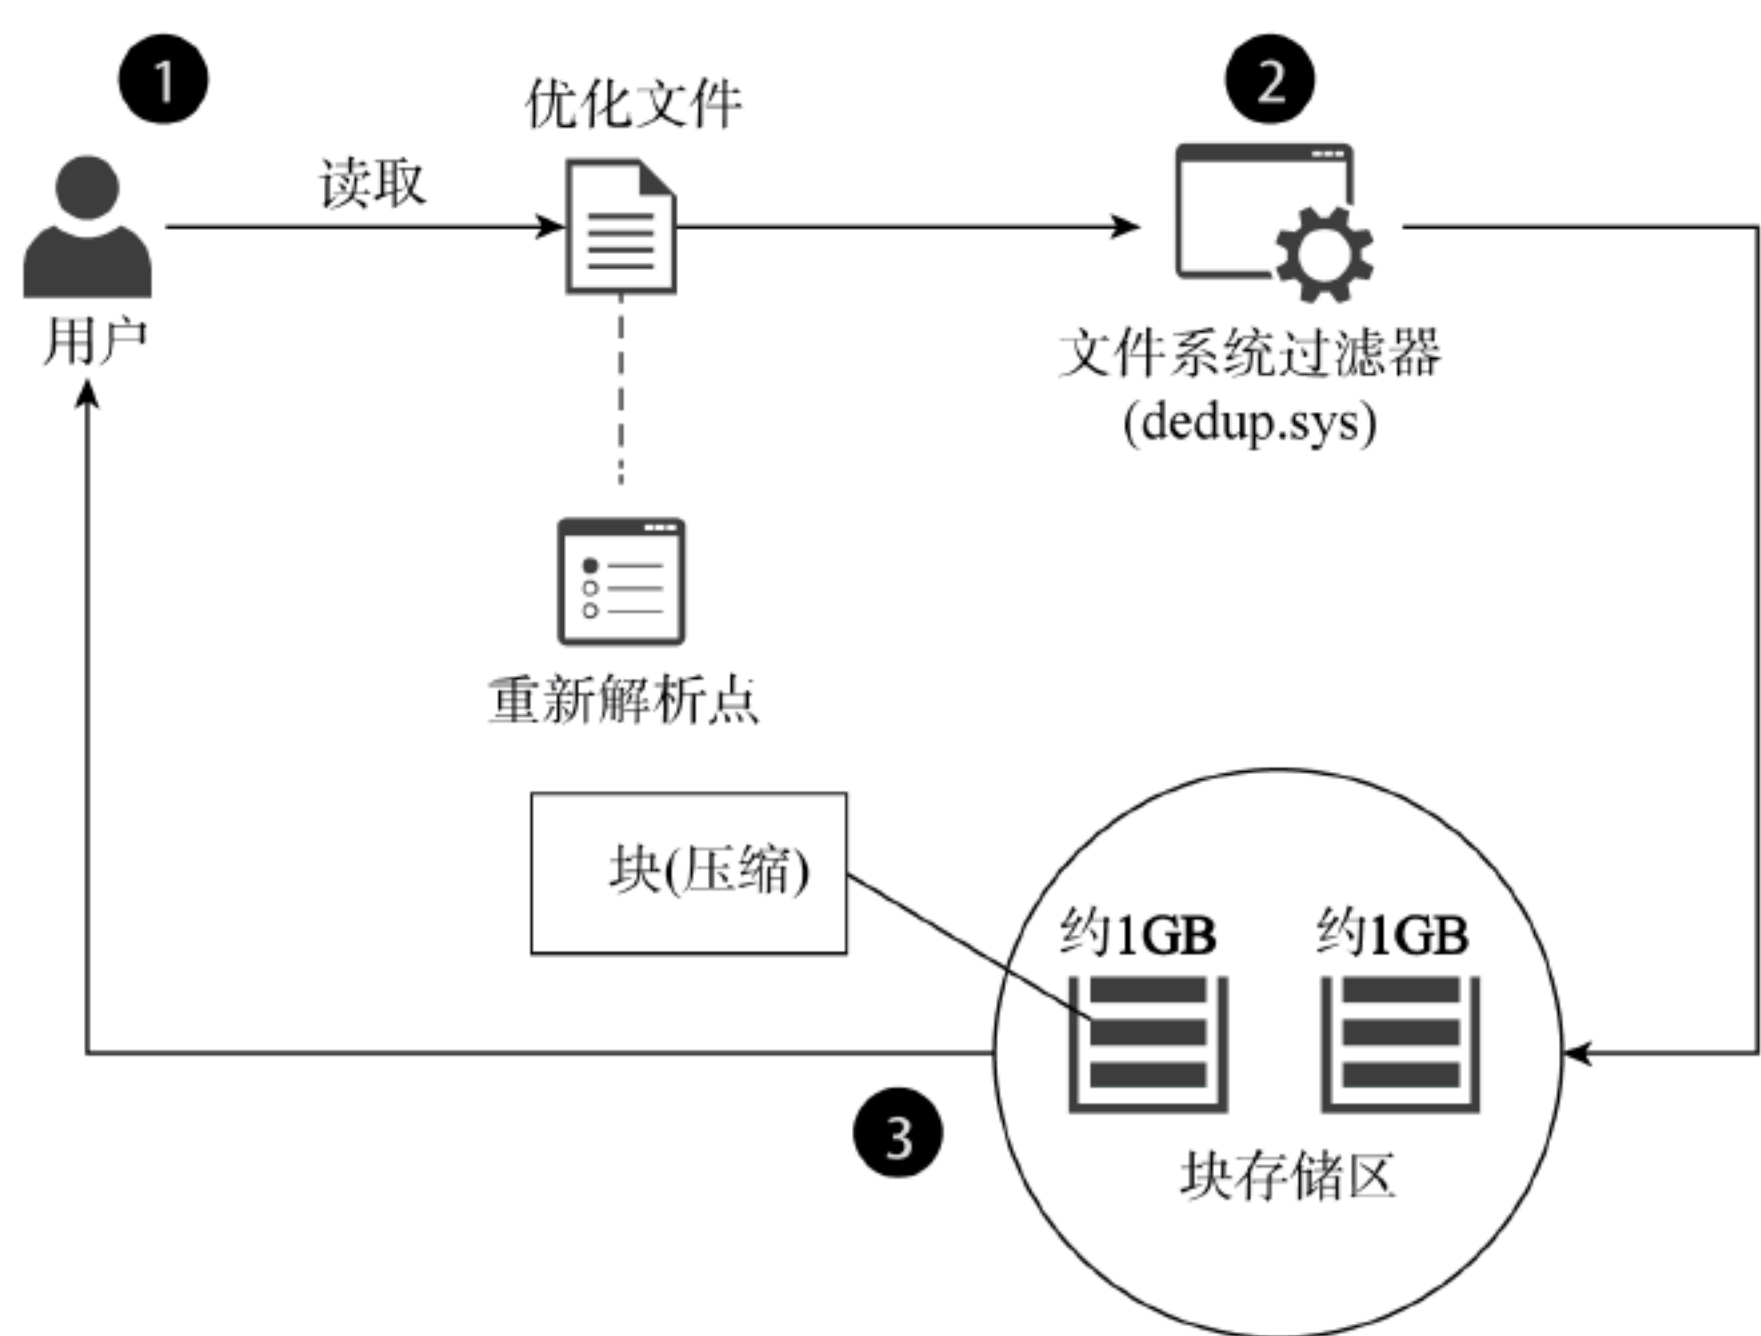 1
2
优化文件
读取
用户
文件系统过滤器
(dedup.sys)
重新解析点
块(压缩)
约1GB
约1GB
3
块存储区